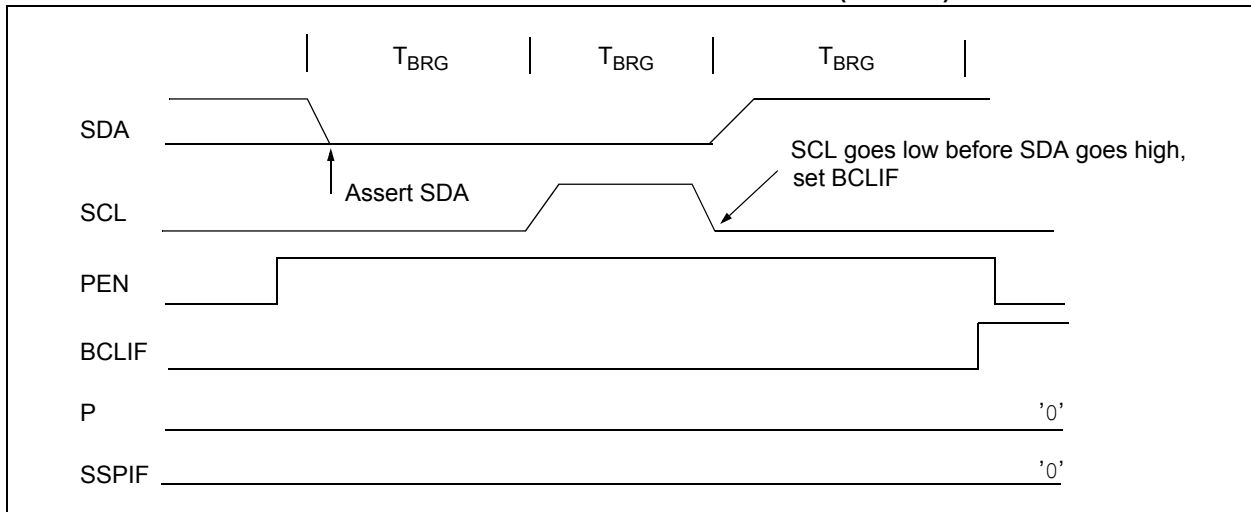 TBRG TBRG TBRG
SDA
SCL goes low before SDA goes high,
set BCLIF
Assert SDA
SCL
PEN
BCLIF
P '0'
SSPIF '0'